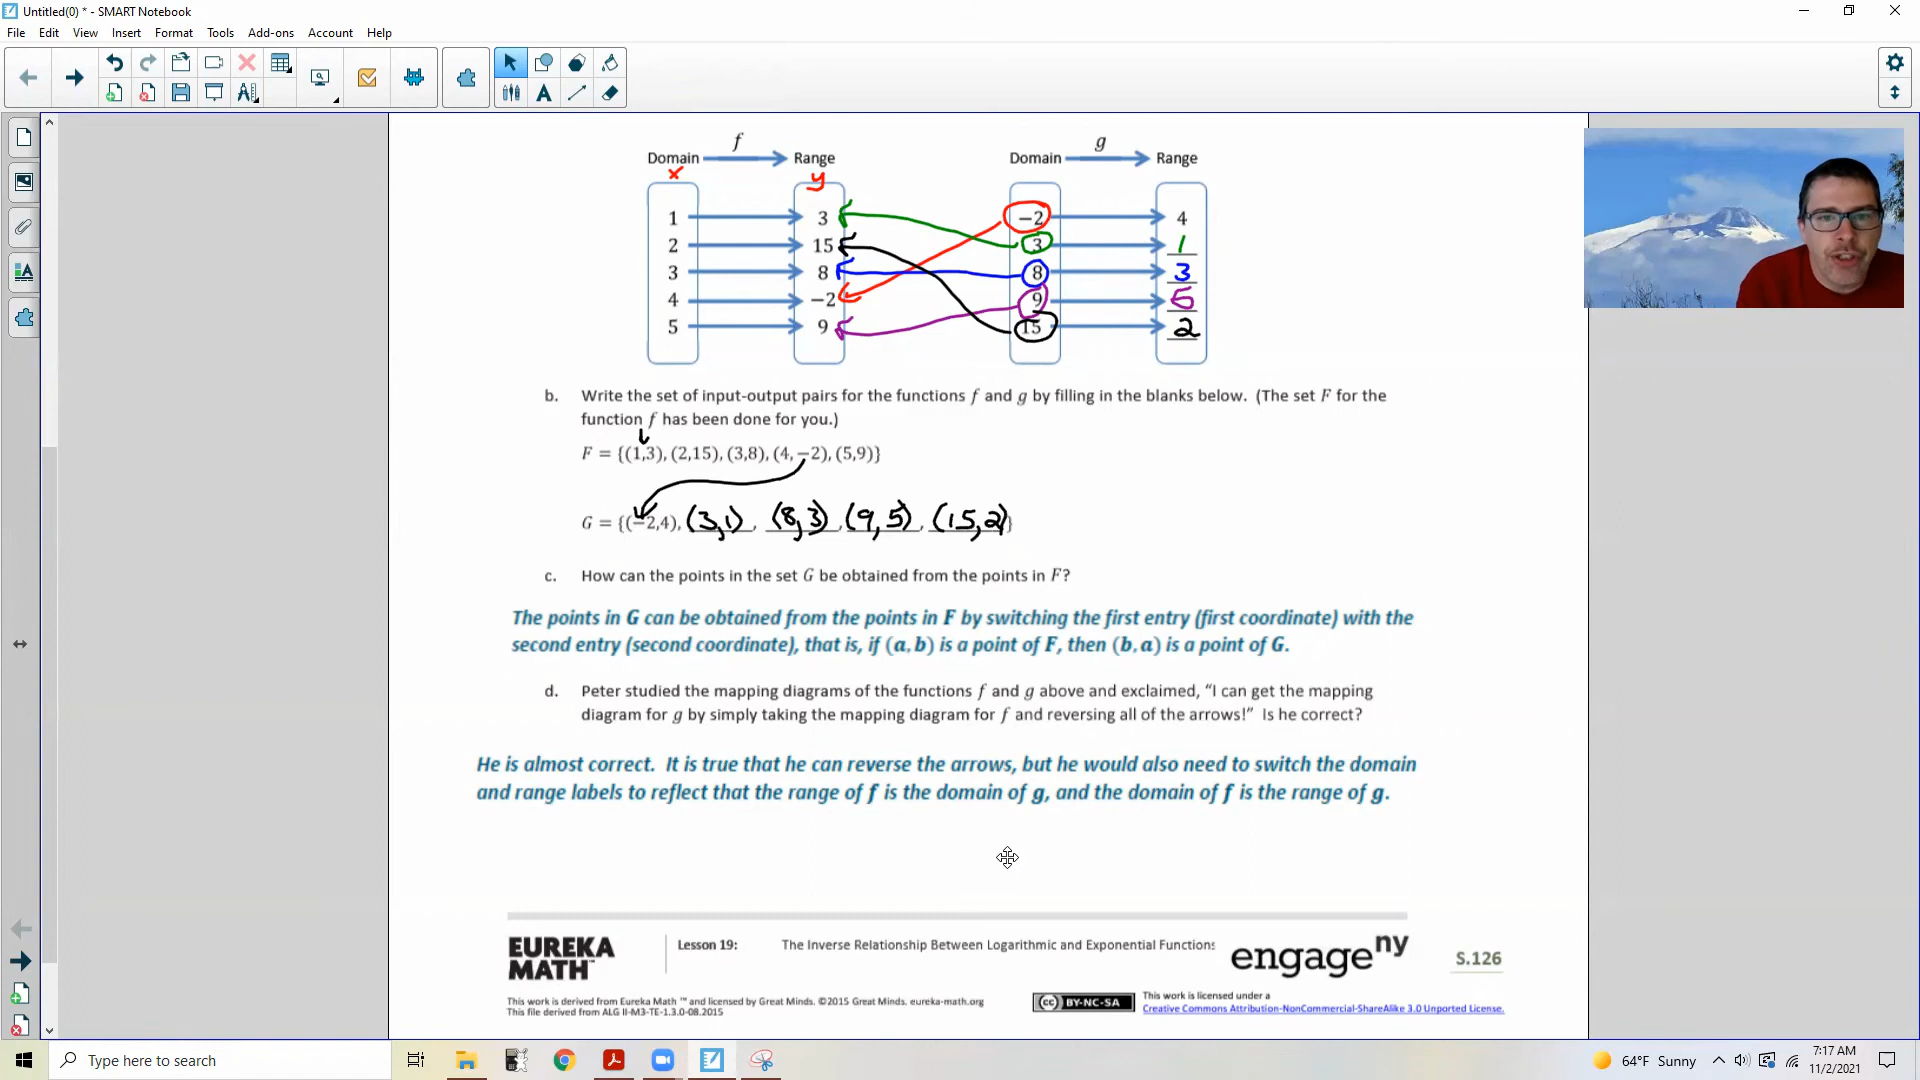 Untitled(0) * - SMART Notebook
File Edit View Insert Format Tools Add-ons Account Help
f g
Domain Range Domain Range
x y
1 3 -2 4
2 15 3 1
3 8 8 3
4 -2 9 5
5 9 15 2
b. Write the set of input-output pairs for the functions f and g by filling in the blanks below. (The set F for the
function f has been done for you.)
F = {(1,3), (2,15), (3,8), (4, −2), (5,9)}
G = {(−2,4), (3,1), (8,3), (9,5), (15,2)}
c. How can the points in the set G be obtained from the points in F?
The points in G can be obtained from the points in F by switching the first entry (first coordinate) with the
second entry (second coordinate), that is, if (a, b) is a point of F, then (b, a) is a point of G.
d. Peter studied the mapping diagrams of the functions f and g above and exclaimed, “I can get the mapping
diagram for g by simply taking the mapping diagram for f and reversing all of the arrows!” Is he correct?
He is almost correct. It is true that he can reverse the arrows, but he would also need to switch the domain
and range labels to reflect that the range of f is the domain of g, and the domain of f is the range of g.
EUREKA
MATH™
Lesson 19: The Inverse Relationship Between Logarithmic and Exponential Functions
engageny
S.126
This work is derived from Eureka Math ™ and licensed by Great Minds. ©2015 Great Minds. eureka-math.org
This file derived from ALG II-M3-TE-1.3.0-08.2015
cc BY-NC-SA
This work is licensed under a
Creative Commons Attribution-NonCommercial-ShareAlike 3.0 Unported License.
Type here to search
64°F Sunny
7:17 AM
11/2/2021